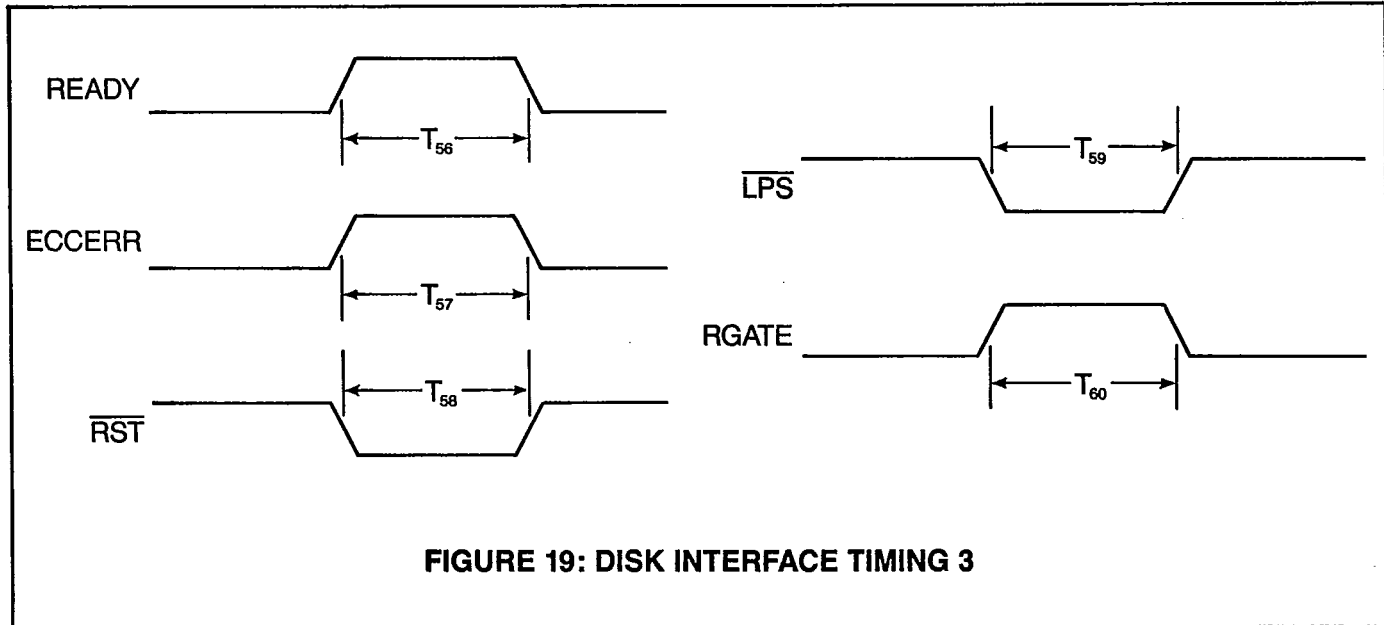 READY
T56
ECCERR
T57
RST
T58
LPS
T59
RGATE
T60
FIGURE 19: DISK INTERFACE TIMING 3